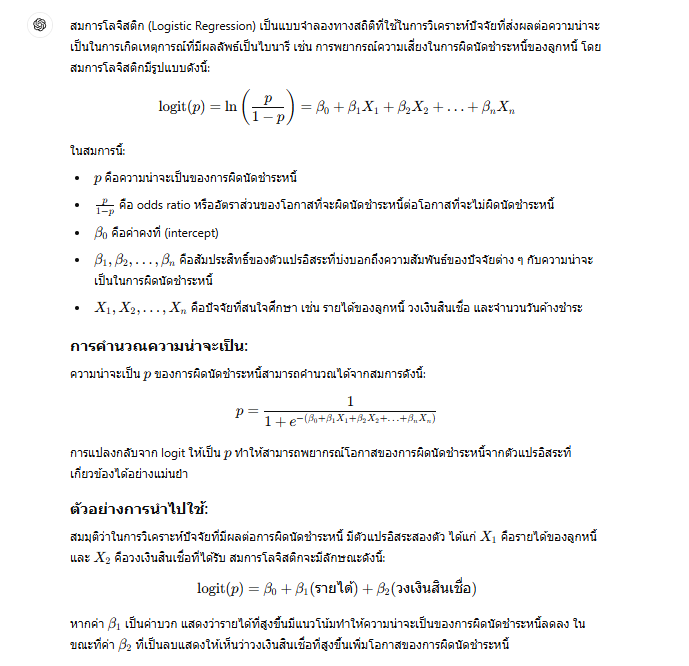 สมการโลจิสติก (Logistic Regression) เป็นแบบจำลองทางสถิติที่ใช้ในการวิเคราะห์ปัจจัยที่ส่งผลต่อความน่าจะ
เป็นในการเกิดเหตุการณ์ที่มีผลลัพธ์เป็นไบนารี เช่น การพยากรณ์ความเสี่ยงในการผิดนัดชำระหนี้ของลูกหนี้ โดย
สมการโลจิสติกมีรูปแบบดังนี้:
logit(p) = ln (p/(1 − p)) = β₀ + β₁X₁ + β₂X₂ + … + βₙXₙ
ในสมการนี้:
• p คือความน่าจะเป็นของการผิดนัดชำระหนี้
• p/(1−p) คือ odds ratio หรืออัตราส่วนของโอกาสที่จะผิดนัดชำระหนี้ต่อโอกาสที่จะไม่ผิดนัดชำระหนี้
• β₀ คือค่าคงที่ (intercept)
• β₁, β₂, …, βₙ คือสัมประสิทธิ์ของตัวแปรอิสระที่บ่งบอกถึงความสัมพันธ์ของปัจจัยต่าง ๆ กับความน่าจะ
เป็นในการผิดนัดชำระหนี้
• X₁, X₂, …, Xₙ คือปัจจัยที่สนใจศึกษา เช่น รายได้ของลูกหนี้ วงเงินสินเชื่อ และจำนวนวันค้างชำระ
การคำนวณความน่าจะเป็น:
ความน่าจะเป็น p ของการผิดนัดชำระหนี้สามารถคำนวณได้จากสมการดังนี้:
p = 1/(1 + e^−(β₀+β₁X₁+β₂X₂+…+βₙXₙ))
การแปลงกลับจาก logit ให้เป็น p ทำให้สามารถพยากรณ์โอกาสของการผิดนัดชำระหนี้จากตัวแปรอิสระที่
เกี่ยวข้องได้อย่างแม่นยำ
ตัวอย่างการนำไปใช้:
สมมุติว่าในการวิเคราะห์ปัจจัยที่มีผลต่อการผิดนัดชำระหนี้ มีตัวแปรอิสระสองตัว ได้แก่ X₁ คือรายได้ของลูกหนี้
และ X₂ คือวงเงินสินเชื่อที่ได้รับ สมการโลจิสติกจะมีลักษณะดังนี้:
logit(p) = β₀ + β₁(รายได้) + β₂(วงเงินสินเชื่อ)
หากค่า β₁ เป็นค่าบวก แสดงว่ารายได้ที่สูงขึ้นมีแนวโน้มทำให้ความน่าจะเป็นของการผิดนัดชำระหนี้ลดลง ใน
ขณะที่ค่า β₂ ที่เป็นลบแสดงให้เห็นว่าวงเงินสินเชื่อที่สูงขึ้นเพิ่มโอกาสของการผิดนัดชำระหนี้